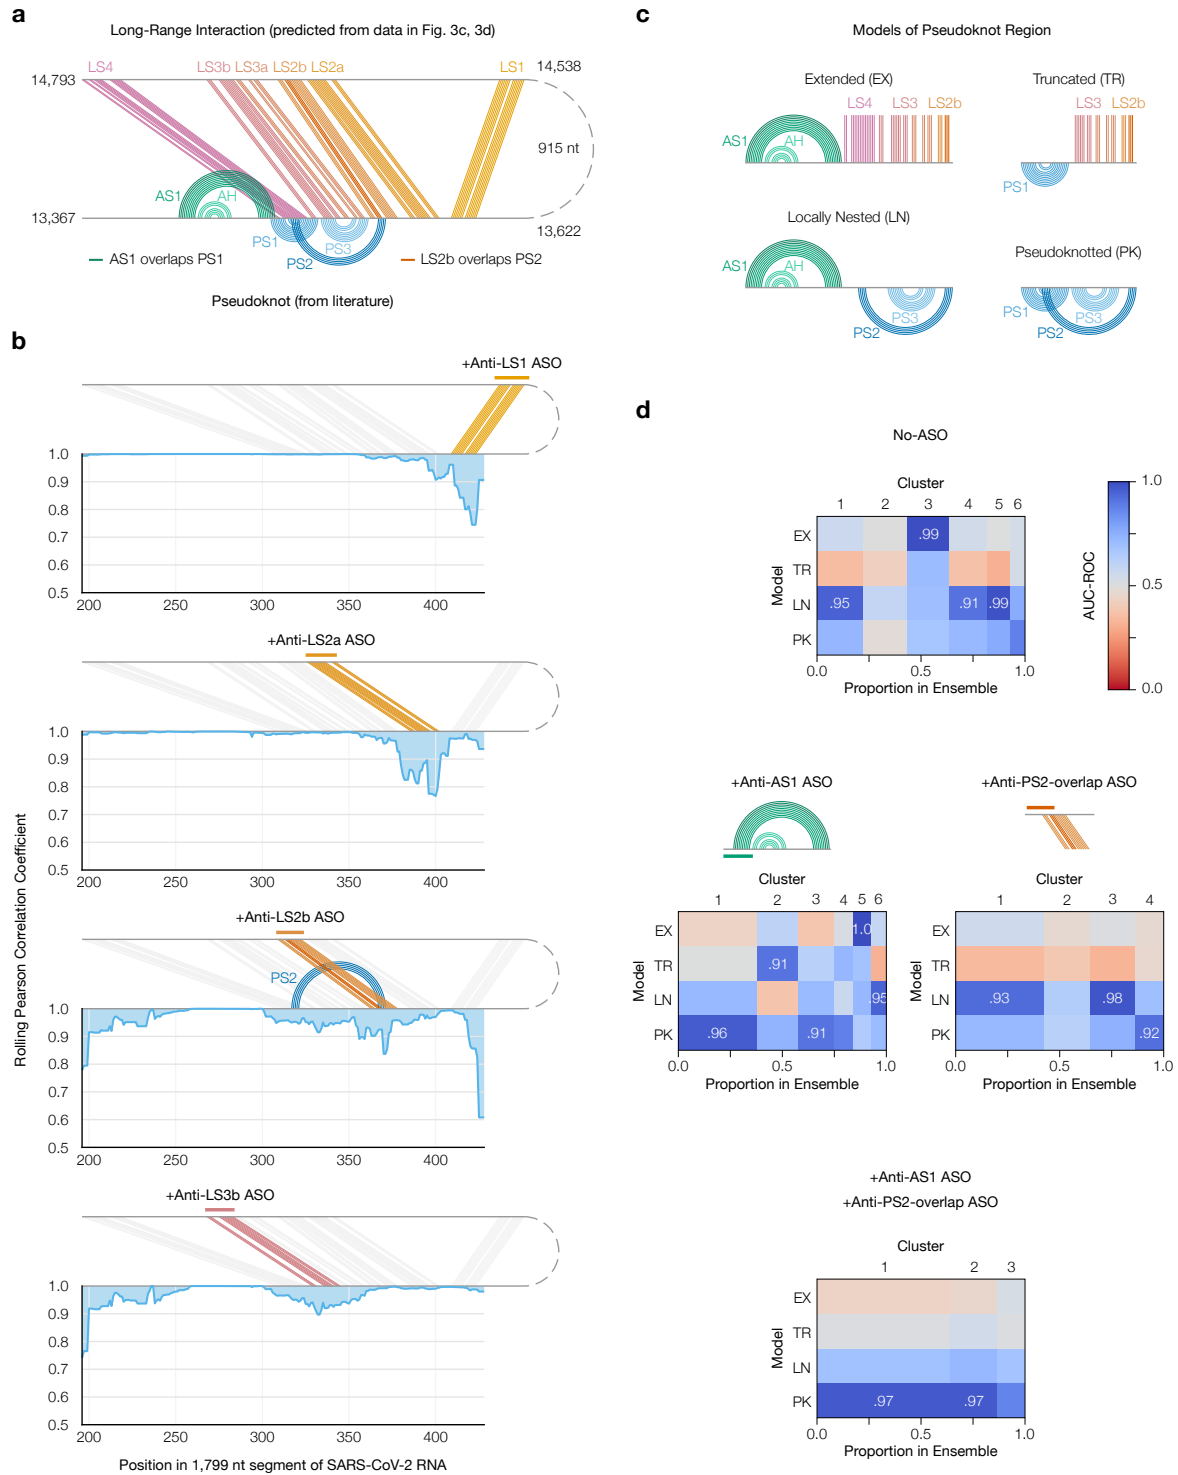 a
Long-Range Interaction (predicted from data in Fig. 3c, 3d)
LS4
LS3b
LS3a
LS2b
LS2a
LS1
14,538
14,793
915 nt
AS1
AH
13,367
13,622
PS1
PS3
PS2
AS1 overlaps PS1
LS2b overlaps PS2
Pseudoknot (from literature)
b
+Anti-LS1 ASO
1.0
0.9
0.8
0.7
0.6
0.5
200
250
300
350
400
+Anti-LS2a ASO
1.0
0.9
0.8
0.7
0.6
0.5
200
250
300
350
400
+Anti-LS2b ASO
PS2
1.0
0.9
0.8
0.7
0.6
0.5
200
250
300
350
400
+Anti-LS3b ASO
1.0
0.9
0.8
0.7
0.6
0.5
200
250
300
350
400
Rolling Pearson Correlation Coefficient
Position in 1,799 nt segment of SARS-CoV-2 RNA
c
Models of Pseudoknot Region
Extended (EX)
LS4
LS3
LS2b
AS1
AH
Truncated (TR)
LS3
LS2b
PS1
Locally Nested (LN)
AS1
AH
PS3
PS2
Pseudoknotted (PK)
PS1
PS3
PS2
d
No-ASO
Cluster
1 2 3 4 5 6
EX
.99
TR
LN
.95
.91
.99
PK
Model
0.0
0.5
1.0
Proportion in Ensemble
AUC-ROC
1.0
0.5
0.0
+Anti-AS1 ASO
Cluster
1 2 3 4 5 6
EX
1.0
TR
.91
LN
.95
PK
.96
.91
Model
0.0
0.5
1.0
Proportion in Ensemble
+Anti-PS2-overlap ASO
Cluster
1 2 3 4
EX
TR
LN
.93
.98
PK
.92
Model
0.0
0.5
1.0
Proportion in Ensemble
+Anti-AS1 ASO
+Anti-PS2-overlap ASO
Cluster
1 2 3
EX
TR
LN
PK
.97
.97
Model
0.0
0.5
1.0
Proportion in Ensemble